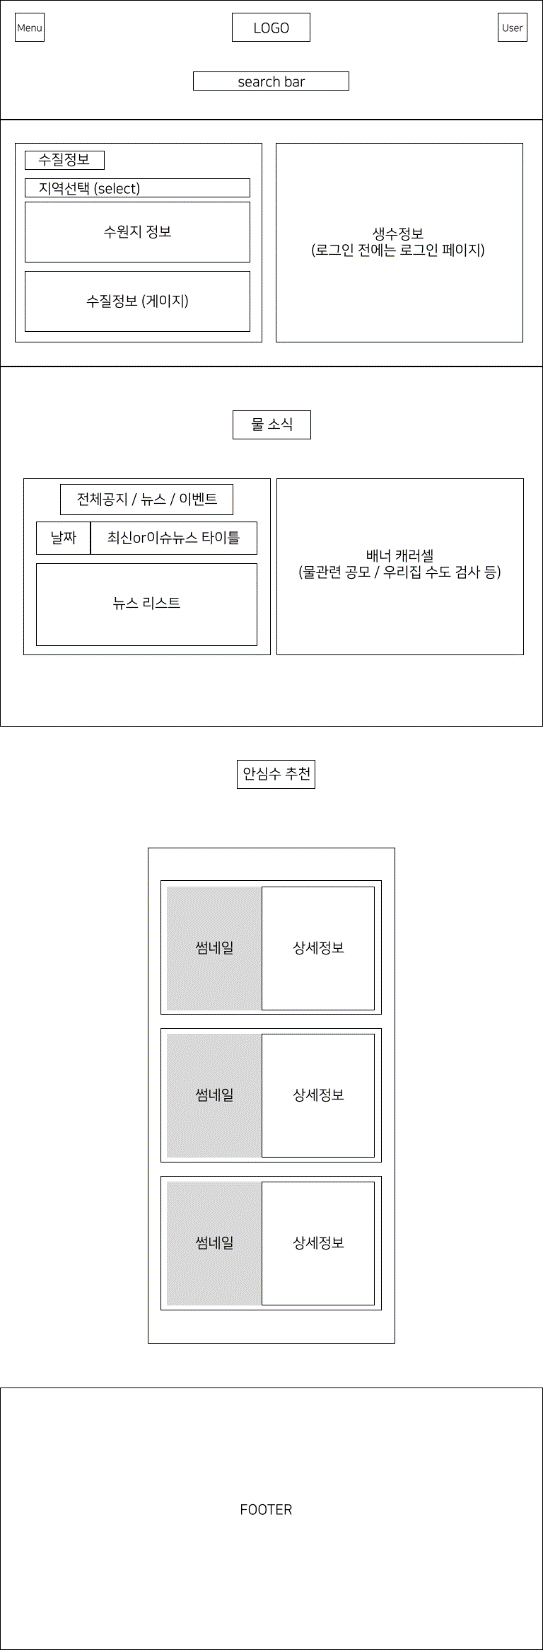 Menu
LOGO
User
search bar
수질정보
지역선택 (select)
수원지 정보
수질정보 (게이지)
생수정보
(로그인 전에는 로그인 페이지)
물 소식
전체공지 / 뉴스 / 이벤트
날짜
최신or이슈뉴스 타이틀
뉴스 리스트
배너 캐러셀
(물관련 공모 / 우리집 수도 검사 등)
안심수 추천
썸네일
상세정보
썸네일
상세정보
썸네일
상세정보
FOOTER